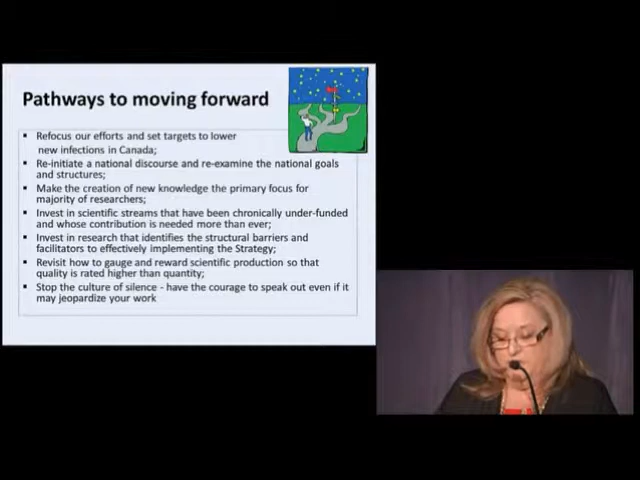 Pathways to moving forward
Refocus our efforts and set targets to lower
new infections in Canada;
Re-initiate a national discourse and re-examine the national goals
and structures;
Make the creation of new knowledge the primary focus for
majority of researchers;
Invest in scientific streams that have been chronically under-funded
and whose contribution is needed more than ever;
Invest in research that identifies the structural barriers and
facilitators to effectively implementing the Strategy;
Revisit how to gauge and reward scientific production so that
quality is rated higher than quantity;
Stop the culture of silence - have the courage to speak out even if it
may jeopardize your work